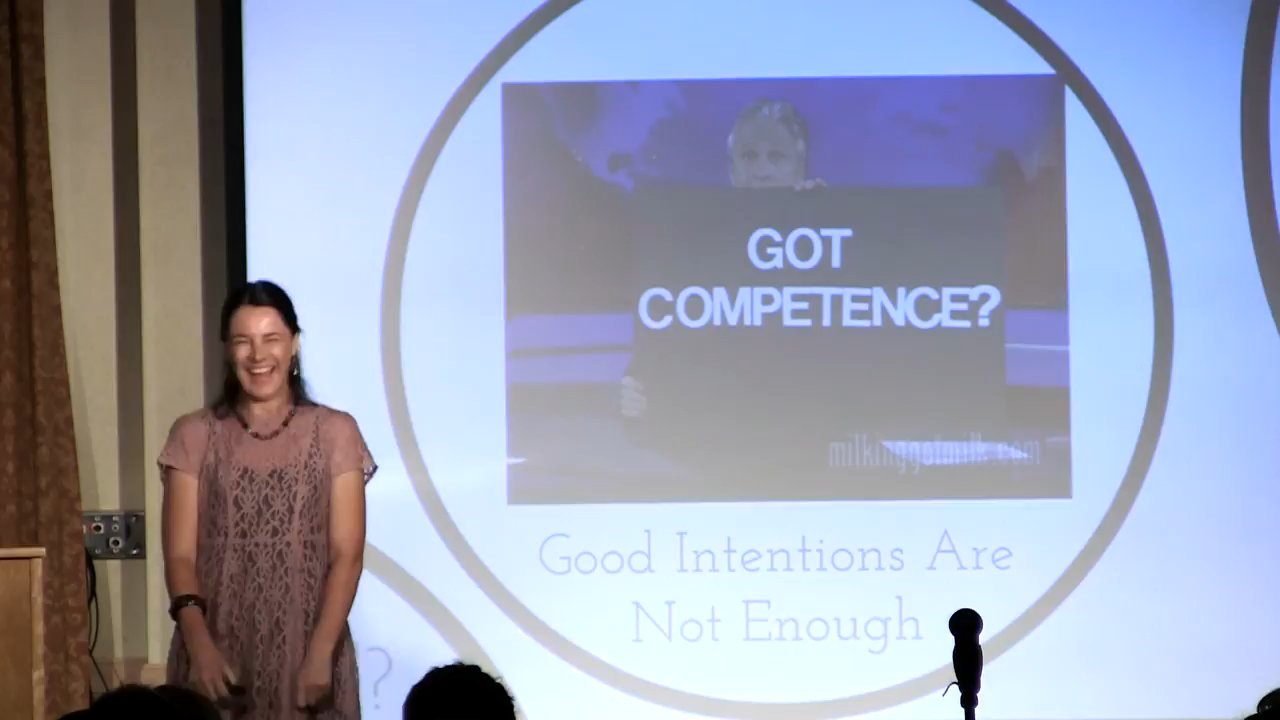 GOT
COMPETENCE?
milkinggotmilk.com
Good Intentions Are
Not Enough
?